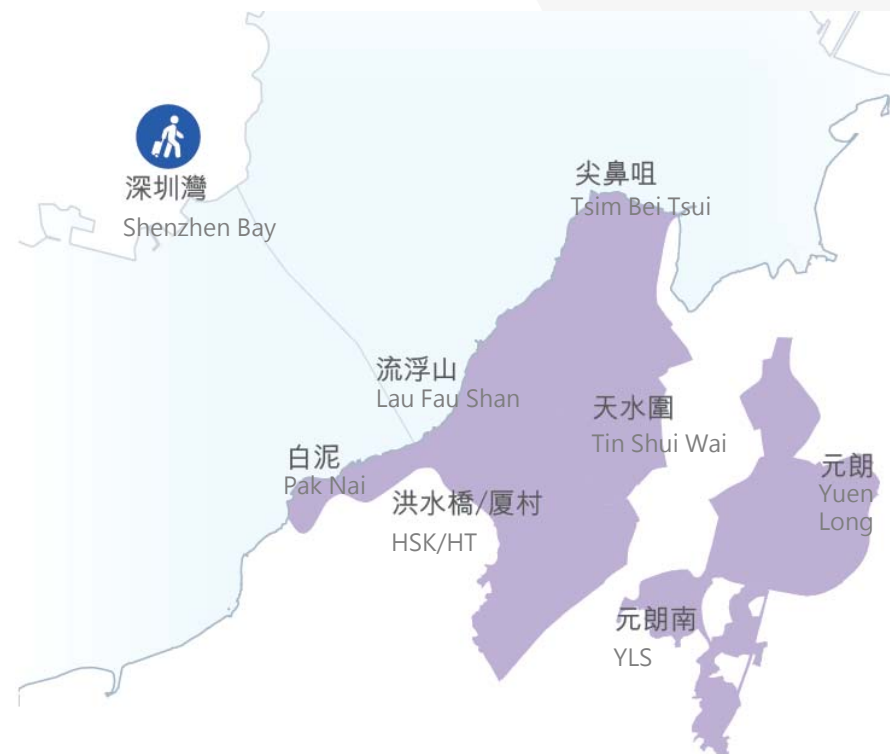 深圳灣
Shenzhen Bay
尖鼻咀
Tsim Bei Tsui
流浮山
Lau Fau Shan
天水圍
Tin Shui Wai
白泥
Pak Nai
元朗
Yuen
Long
洪水橋/厦村
HSK/HT
元朗南
YLS